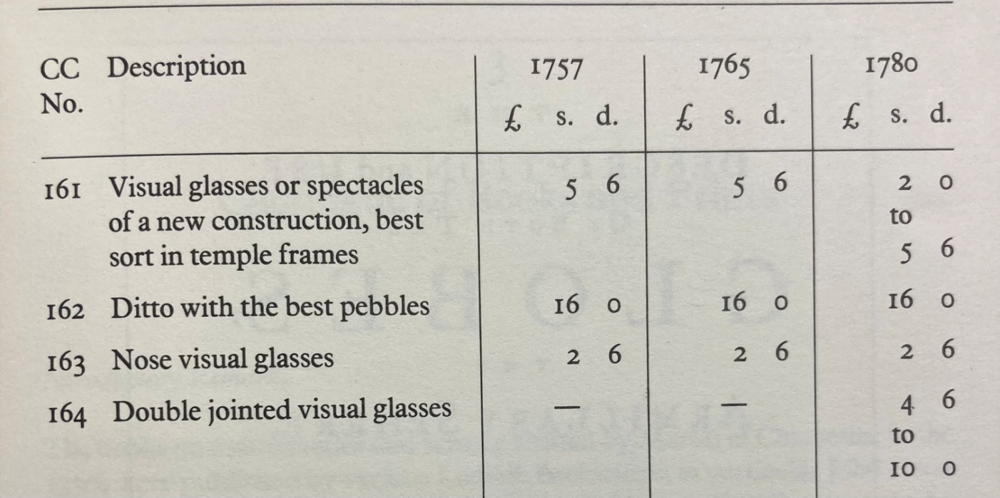 CC Description 1757 1765 1780
No.
£ s. d. £ s. d. £ s. d.
161 Visual glasses or spectacles 5 6 5 6 2 0
of a new construction, best to
sort in temple frames 5 6
162 Ditto with the best pebbles 16 0 16 0 16 0
163 Nose visual glasses 2 6 2 6 2 6
164 Double jointed visual glasses — — 4 6
to
10 0